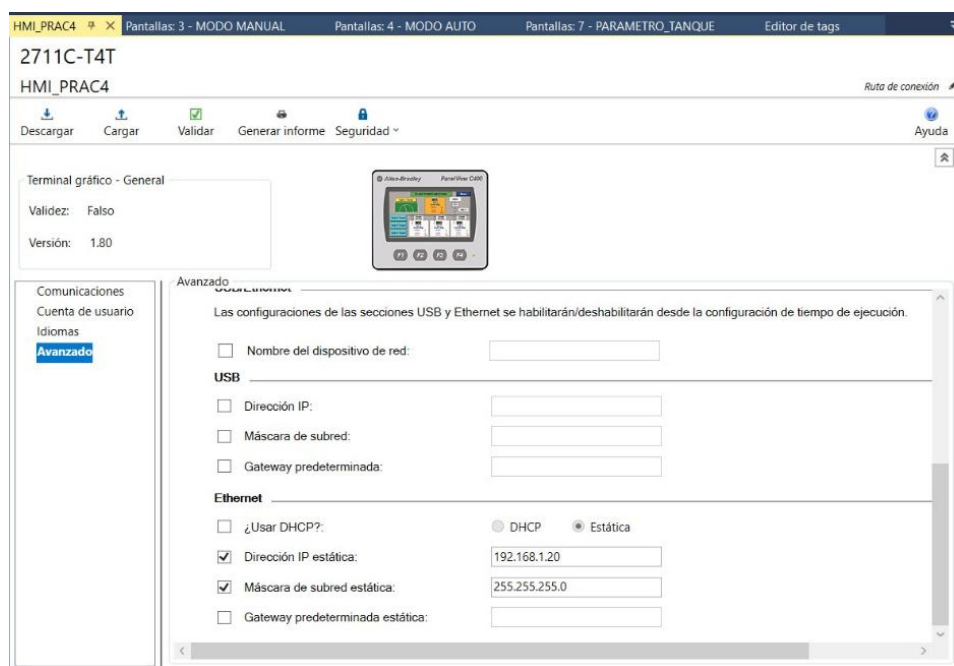 HMI_PRAC4 Pantallas: 3 - MODO MANUAL Pantallas: 4 - MODO AUTO Pantallas: 7 - PARAMETRO_TANQUE Editor de tags
2711C-T4T
HMI_PRAC4 Ruta de conexión
Descargar Cargar Validar Generar informe Seguridad Ayuda
Terminal gráfico - General
Validez: Falso
Versión: 1.80
Allen-Bradley PanelView C400
F1 F2 F3 F4
Comunicaciones
Cuenta de usuario
Idiomas
Avanzado
Avanzado
USB/Ethernet
Las configuraciones de las secciones USB y Ethernet se habilitarán/deshabilitarán desde la configuración de tiempo de ejecución.
Nombre del dispositivo de red:
USB
Dirección IP:
Máscara de subred:
Gateway predeterminada:
Ethernet
¿Usar DHCP?: DHCP Estática
Dirección IP estática: 192.168.1.20
Máscara de subred estática: 255.255.255.0
Gateway predeterminada estática: